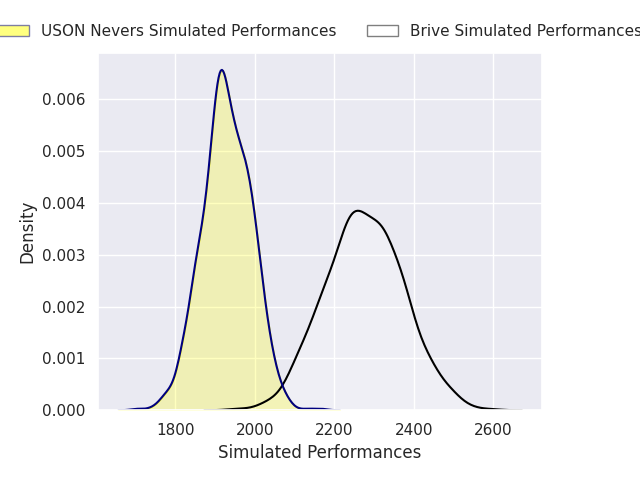 USON Nevers Simulated Performances Brive Simulated Performances
0.006
0.005
0.004
0.003
0.002
0.001
0.000
Density
1800 2000 2200 2400 2600
Simulated Performances